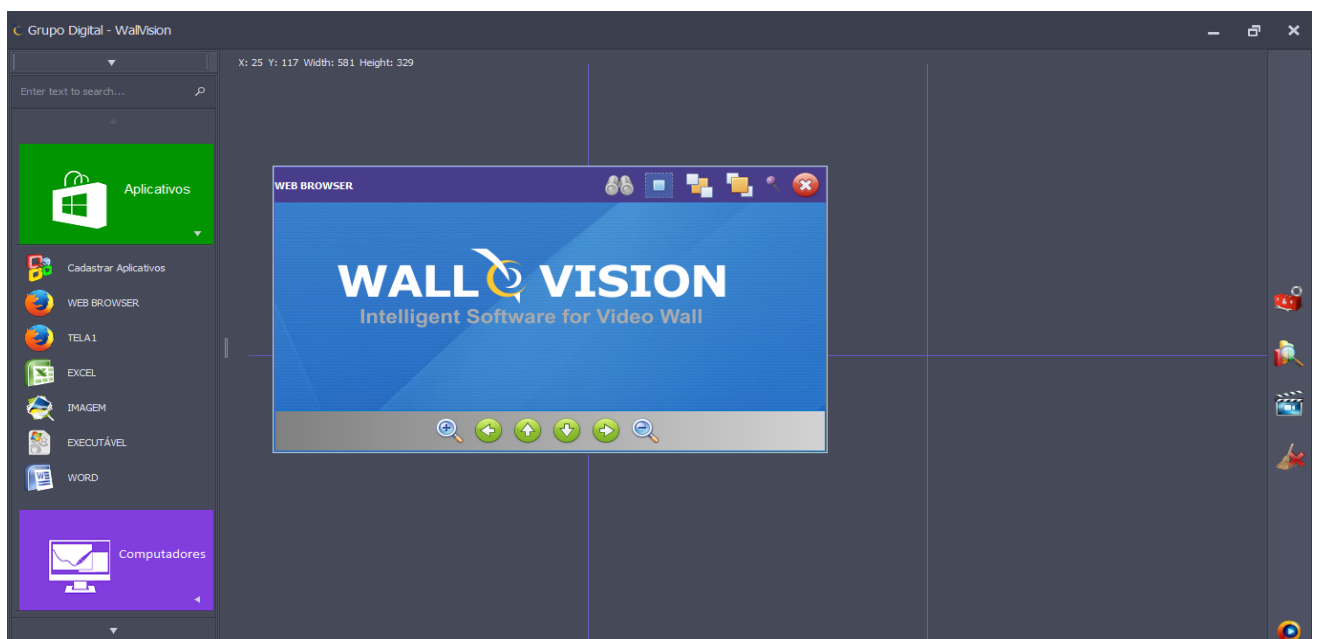 Grupo Digital - WallVision
X: 25 Y: 117 Width: 581 Height: 329
Enter text to search...
Aplicativos
Cadastrar Aplicativos
WEB BROWSER
TELA1
EXCEL
IMAGEM
EXECUTÁVEL
WORD
Computadores
WEB BROWSER
WALL VISION
Intelligent Software for Video Wall